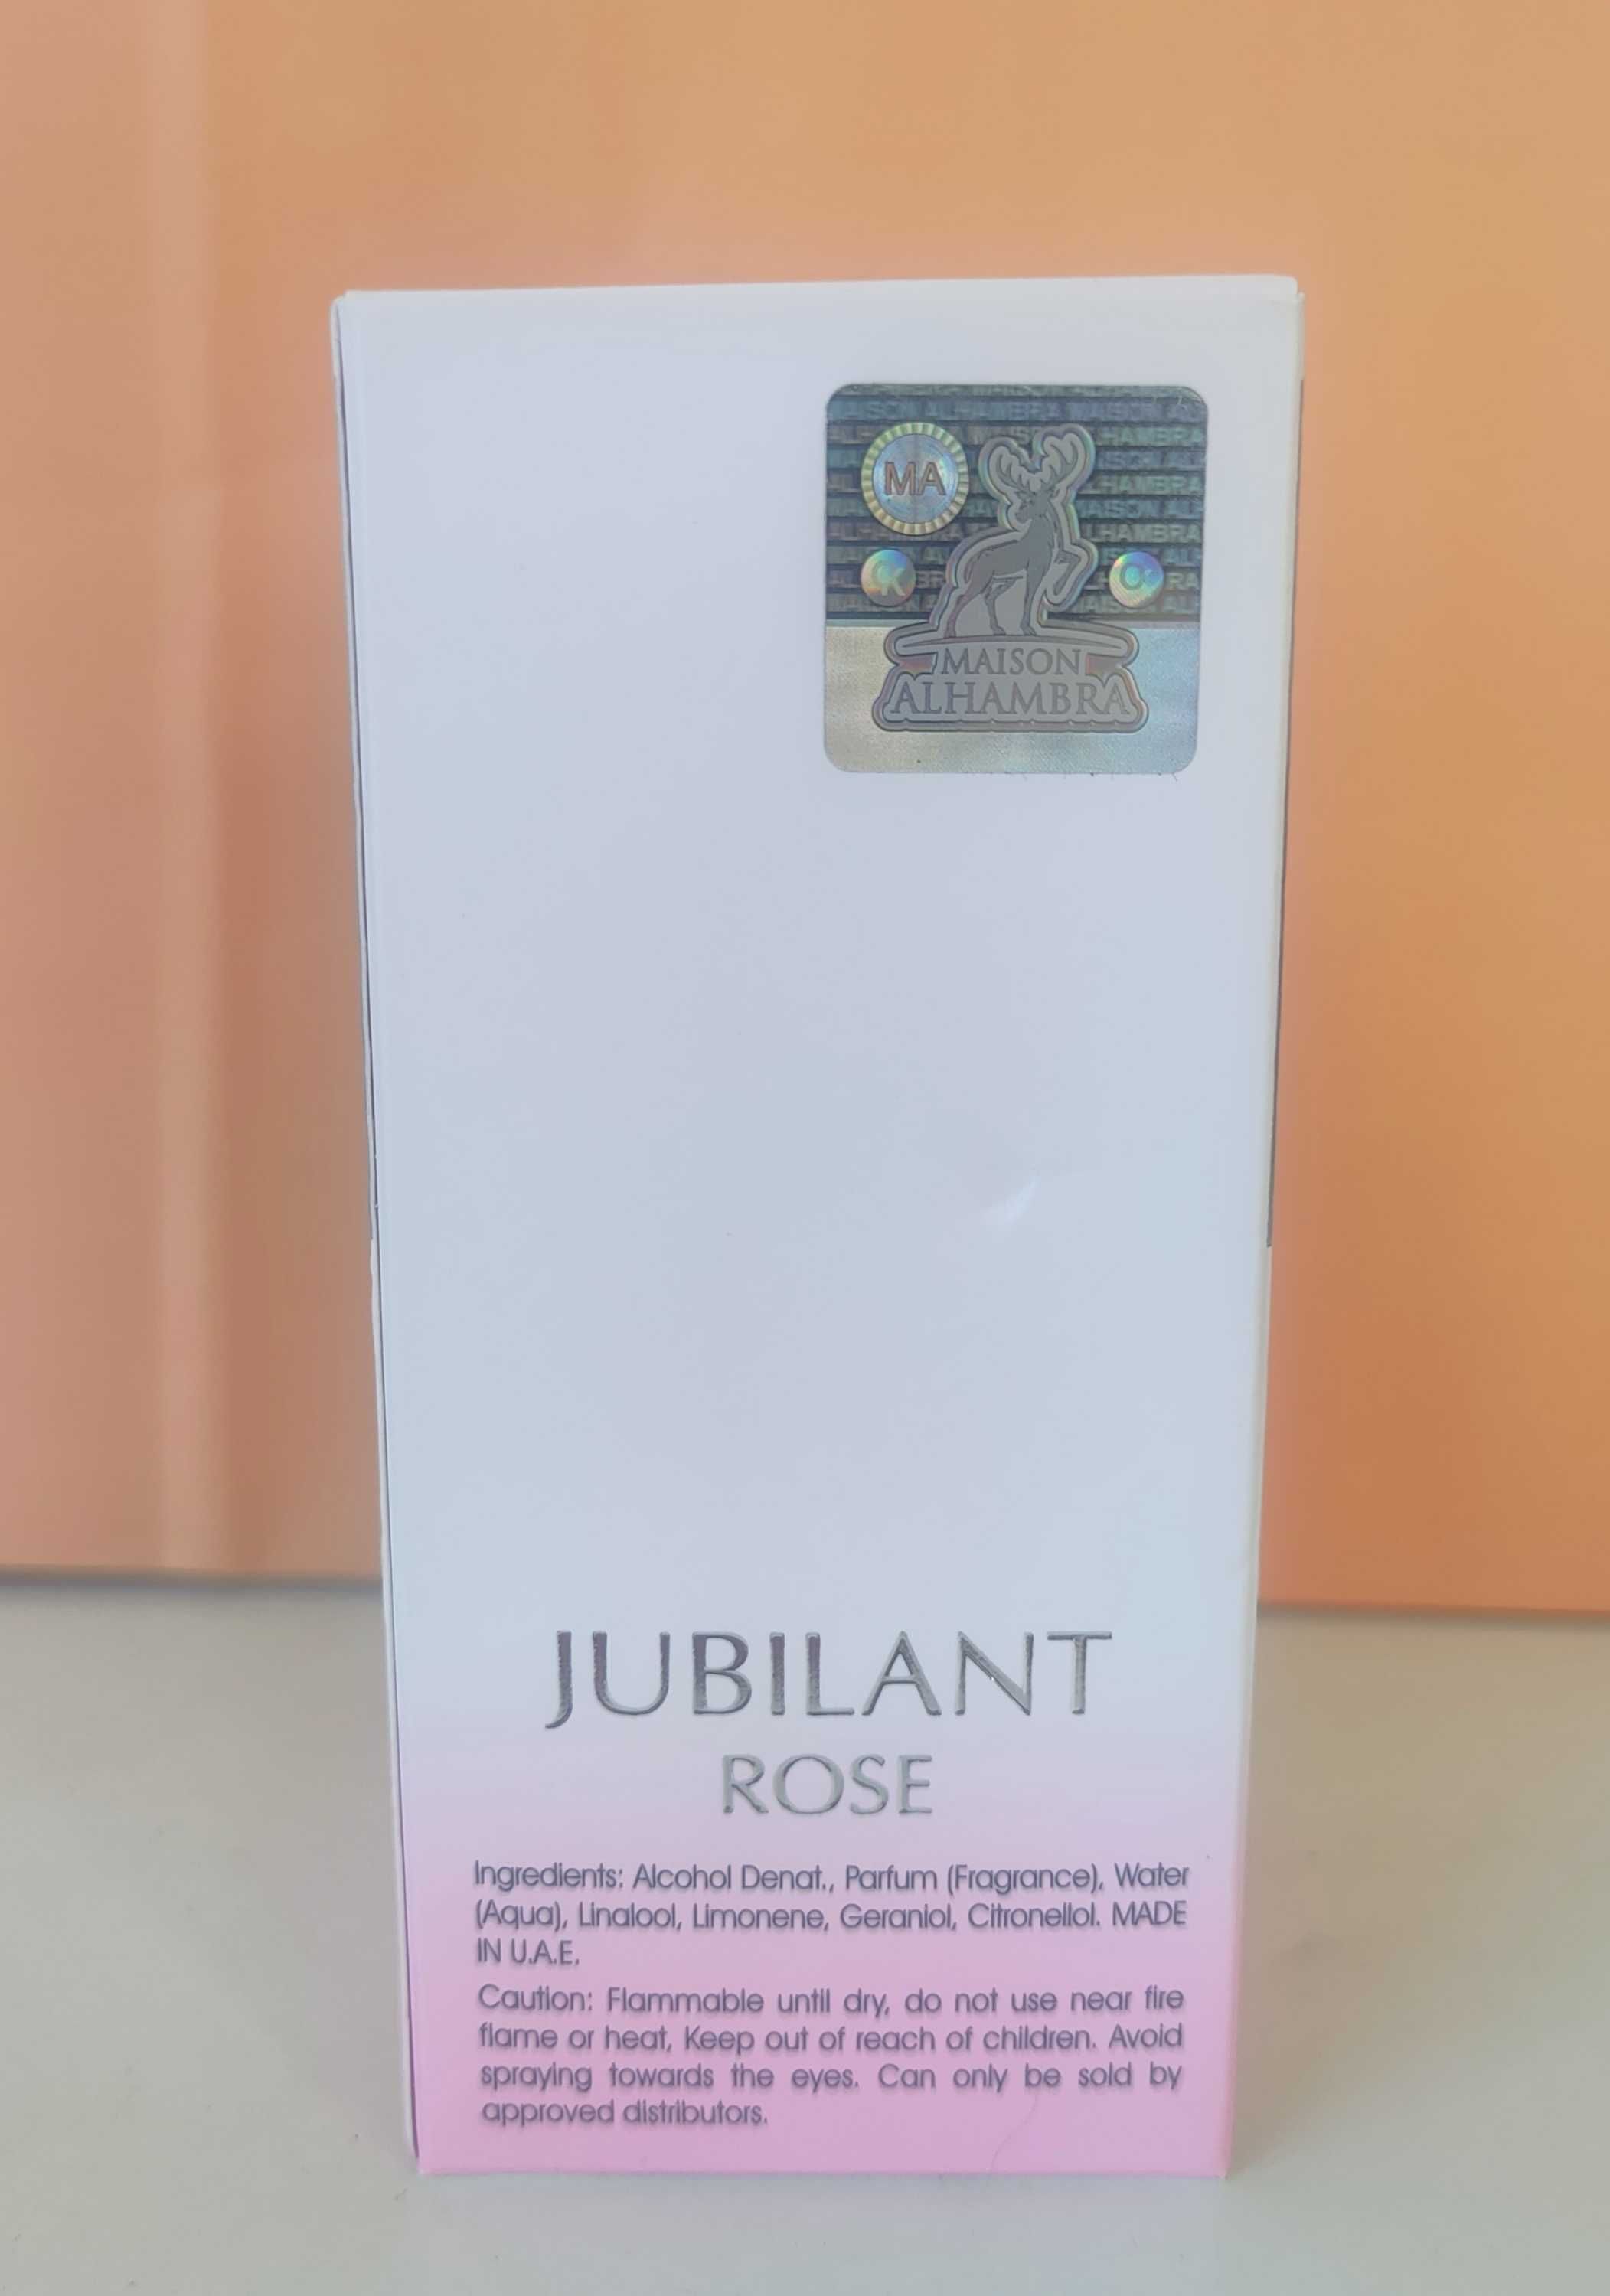 MA
MAISON
ALHAMBRA
JUBILANT
ROSE
Ingredients: Alcohol Denat., Parfum (Fragrance), Water
(Aqua), Linalool, Limonene, Geraniol, Citronellol. MADE
IN U.A.E.
Caution: Flammable until dry, do not use near fire
flame or heat, Keep out of reach of children. Avoid
spraying towards the eyes. Can only be sold by
approved distributors.